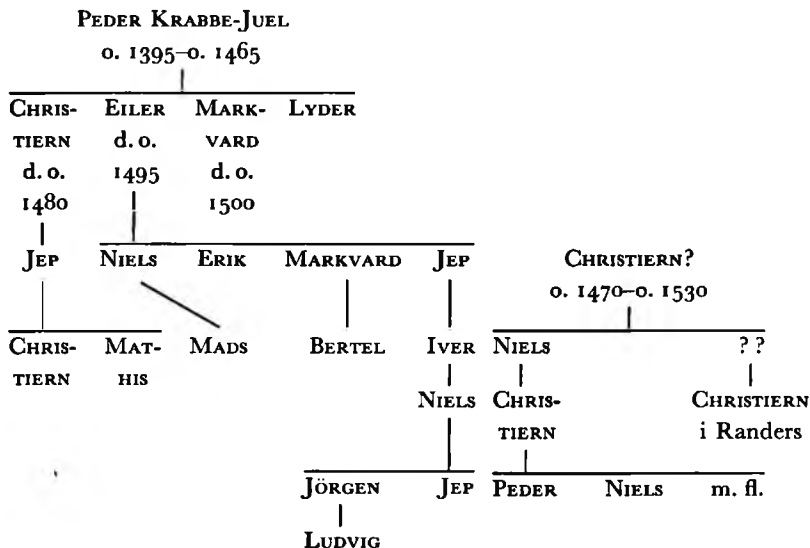 PEDER KRABBE-JUEL
o. 1395–o. 1465
CHRIS- EILER MARK- LYDER
TIERN d. o. VARD
d. o. 1495 d. o.
1480 1500
JEP NIELS ERIK MARKVARD JEP CHRISTIERN?
o. 1470–o. 1530
CHRIS- MAT- MADS BERTEL IVER NIELS ??
TIERN HIS
NIELS CHRIS- CHRISTIERN
TIERN i Randers
JÖRGEN JEP PEDER NIELS m. fl.
LUDVIG